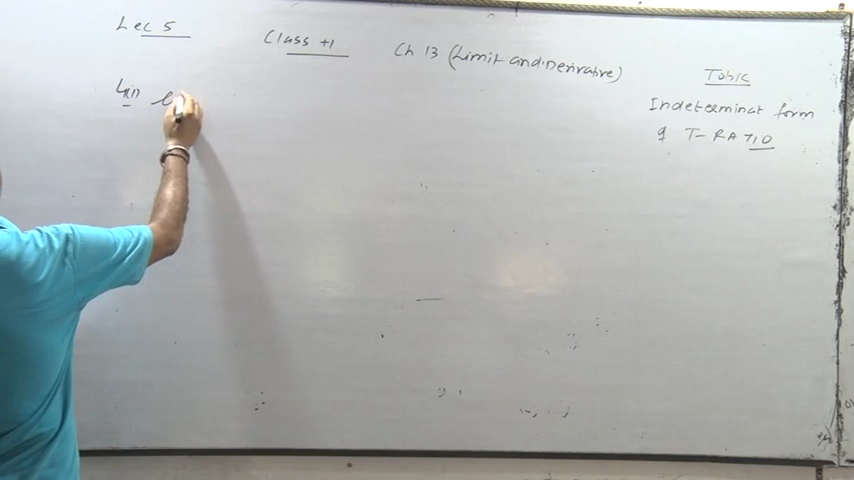 Lec 5
Class +1
Ch 13 (Limit and Derivative)
Topic
Indeterminat form
of T-RATIO
Lim